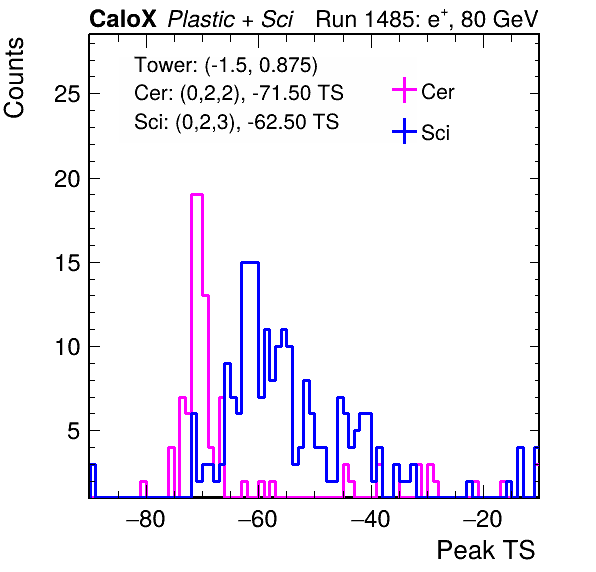 CaloX Plastic + Sci Run 1485: e+, 80 GeV
Counts
Tower: (-1.5, 0.875)
Cer: (0,2,2), -71.50 TS
Sci: (0,2,3), -62.50 TS
Cer
Sci
25
20
15
10
5
−80 −60 −40 −20
Peak TS